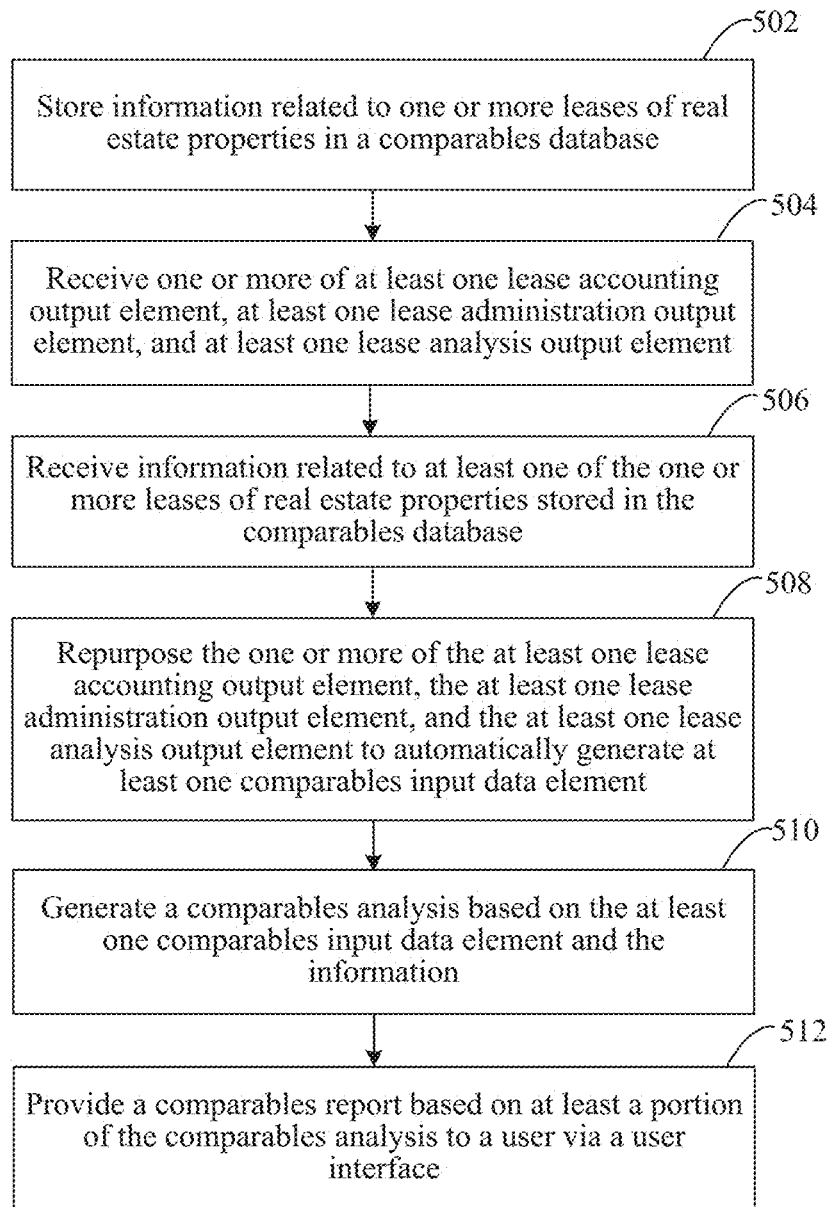 502
Store information related to one or more leases of real
estate properties in a comparables database
504
Receive one or more of at least one lease accounting
output element, at least one lease administration output
element, and at least one lease analysis output element
506
Receive information related to at least one of the one or
more leases of real estate properties stored in the
comparables database
508
Repurpose the one or more of the at least one lease
accounting output element, the at least one lease
administration output element, and the at least one lease
analysis output element to automatically generate at
least one comparables input data element
510
Generate a comparables analysis based on the at least
one comparables input data element and the
information
512
Provide a comparables report based on at least a portion
of the comparables analysis to a user via a user
interface